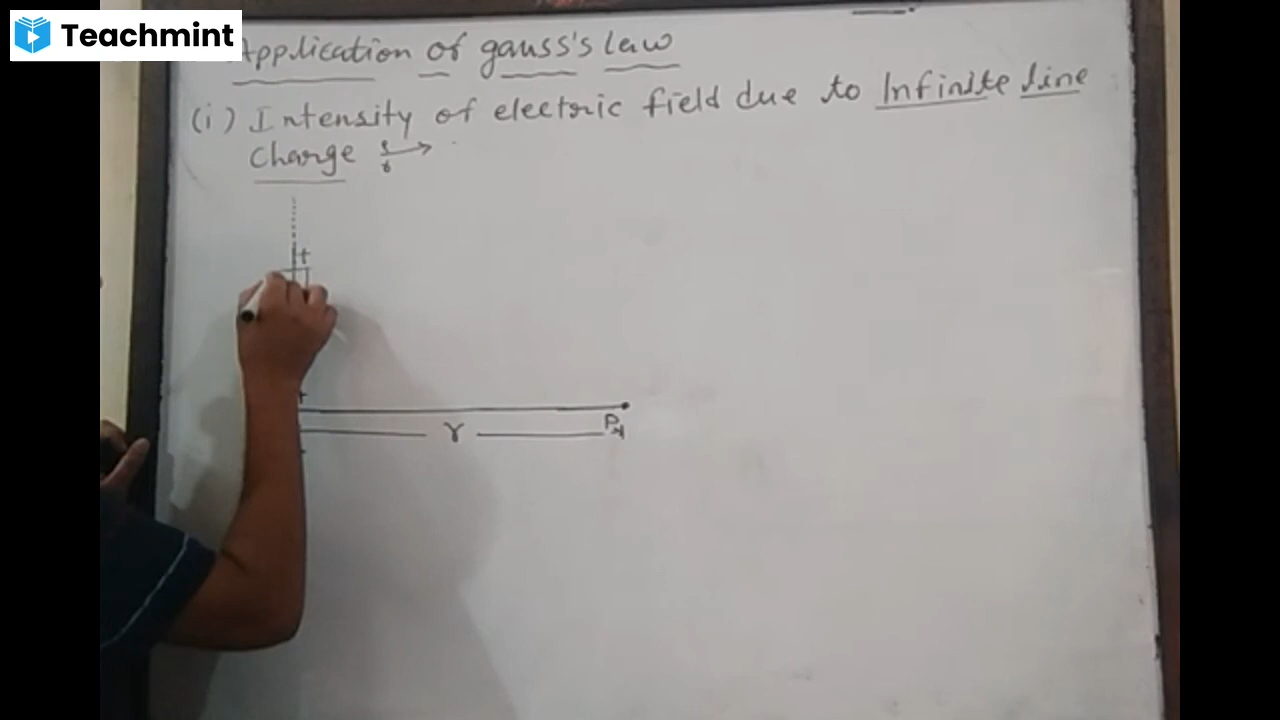 Teachmint
Application of gauss's law
(i) Intensity of electric field due to Infinite line
Charge
+
+
r
P